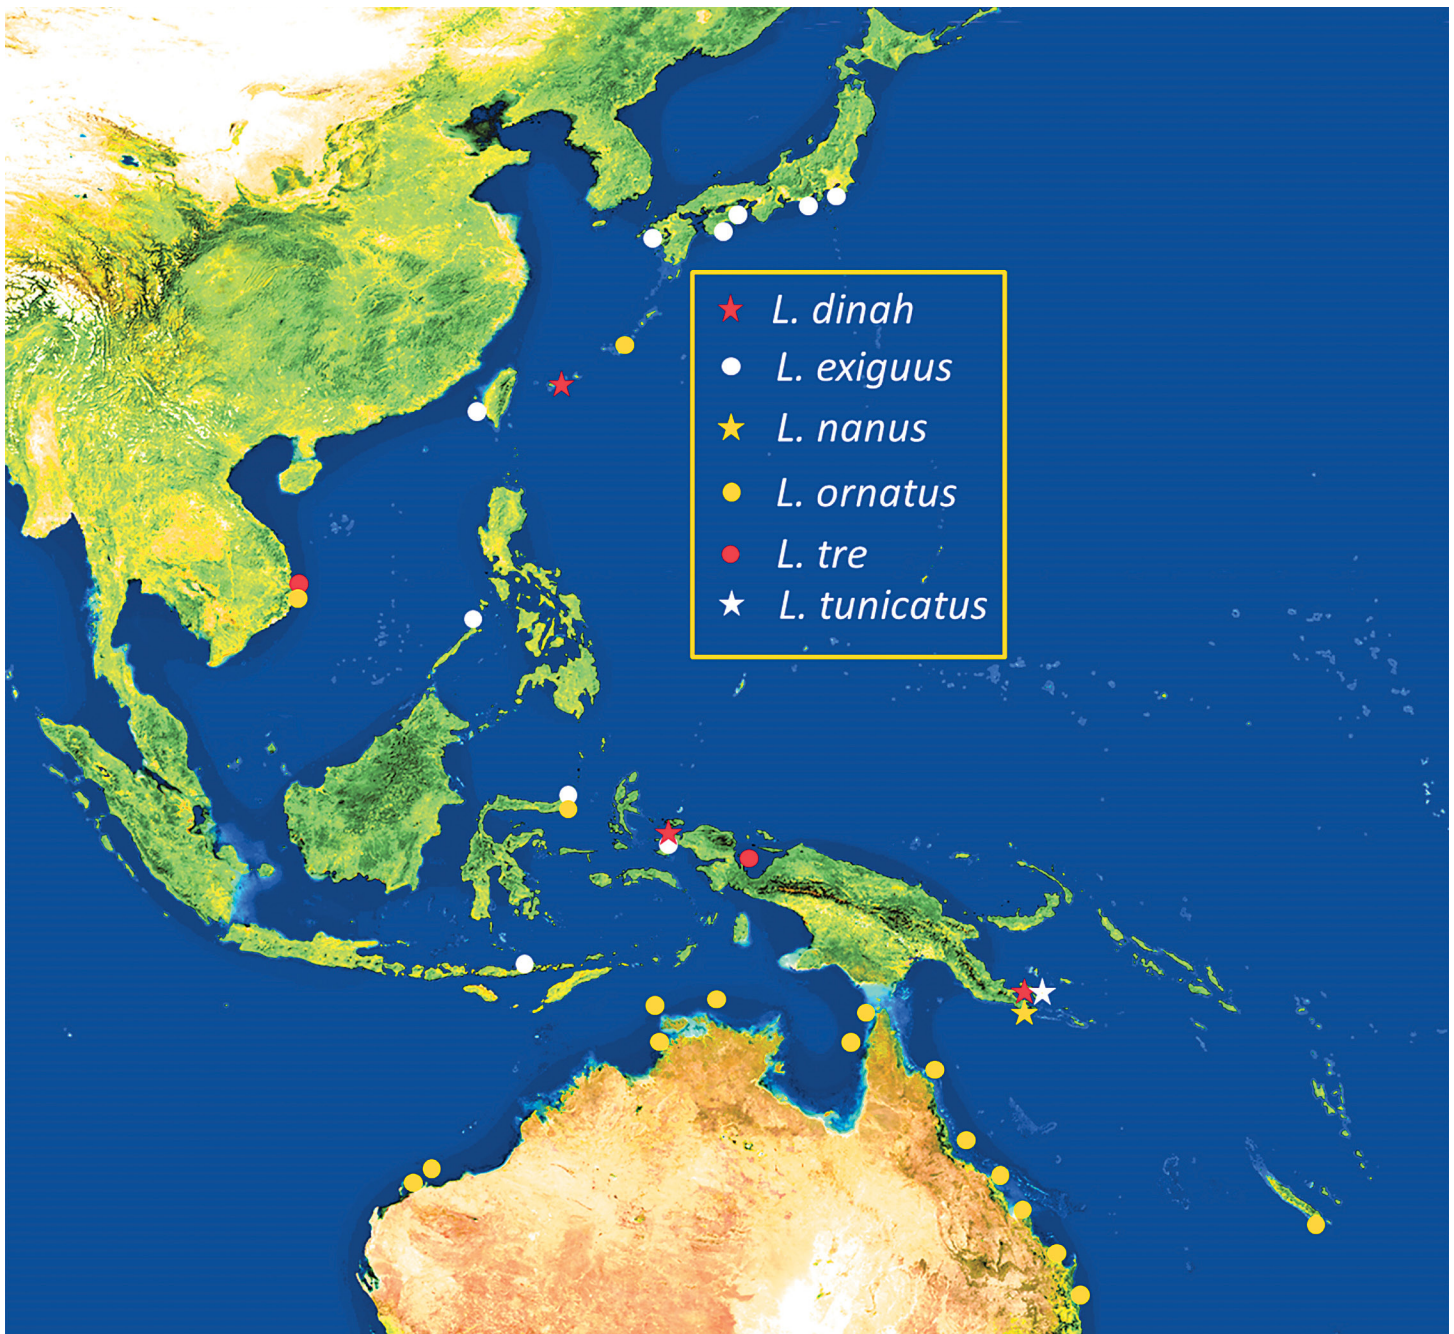 L. dinah
L. exiguus
L. nanus
L. ornatus
L. tre
L. tunicatus